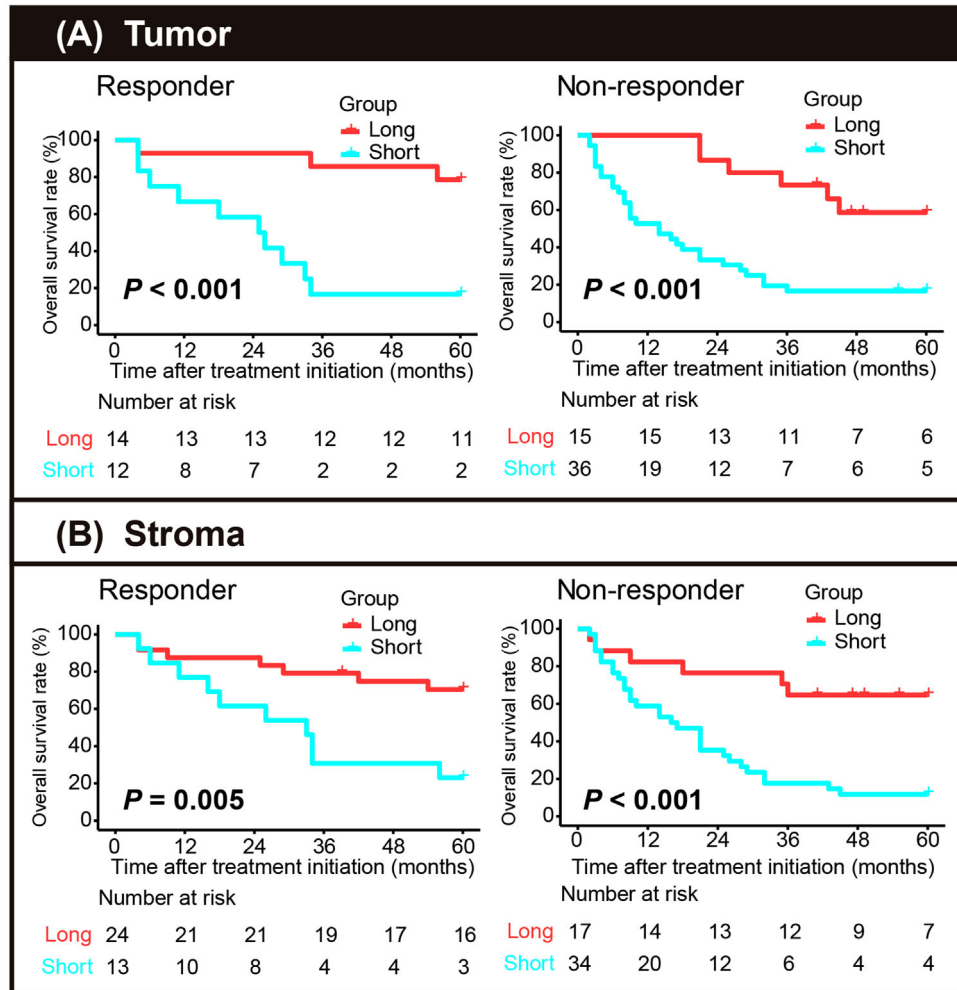 (A) Tumor
Responder
Group
Long
Short
Overall survival rate (%)
100
80
60
40
20
0
P < 0.001
0 12 24 36 48 60
Time after treatment initiation (months)
Number at risk
Long 14 13 13 12 12 11
Short 12 8 7 2 2 2
Non-responder
Group
Long
Short
Overall survival rate (%)
100
80
60
40
20
0
P < 0.001
0 12 24 36 48 60
Time after treatment initiation (months)
Number at risk
Long 15 15 13 11 7 6
Short 36 19 12 7 6 5
(B) Stroma
Responder
Group
Long
Short
Overall survival rate (%)
100
80
60
40
20
0
P = 0.005
0 12 24 36 48 60
Time after treatment initiation (months)
Number at risk
Long 24 21 21 19 17 16
Short 13 10 8 4 4 3
Non-responder
Group
Long
Short
Overall survival rate (%)
100
80
60
40
20
0
P < 0.001
0 12 24 36 48 60
Time after treatment initiation (months)
Number at risk
Long 17 14 13 12 9 7
Short 34 20 12 6 4 4